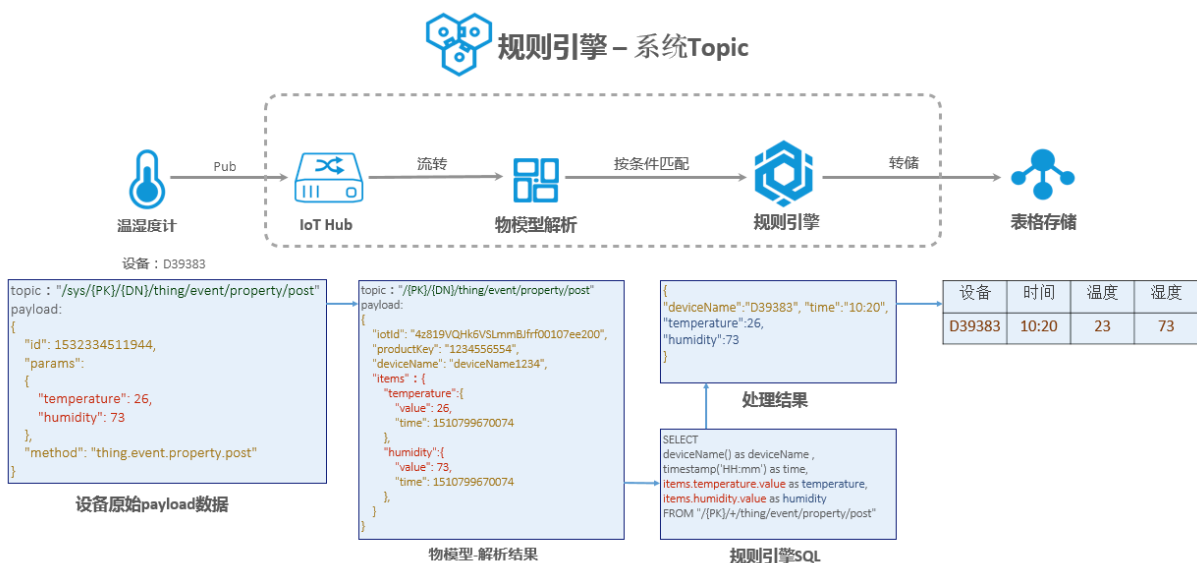 规则引擎 – 系统Topic
Pub
流转
按条件匹配
转储
温湿度计
IoT Hub
物模型解析
规则引擎
表格存储
设备：D39383
topic："/sys/{PK}/{DN}/thing/event/property/post"
payload:
{
"id": 1532334511944,
"params":
{
"temperature": 26,
"humidity": 73
},
"method": "thing.event.property.post"
}
设备原始payload数据
topic："/{PK}/{DN}/thing/event/property/post"
payload:
{
"iotId": "4z819VQHk6VSLmmBJfrf00107ee200",
"productKey": "1234556554",
"deviceName": "deviceName1234",
"items"：{
"temperature":{
"value": 26,
"time": 1510799670074
},
"humidity":{
"value": 73,
"time": 1510799670074
},
}
}
物模型-解析结果
{
"deviceName":"D39383", "time":"10:20",
"temperature":26,
"humidity":73
}
处理结果
SELECT
deviceName() as deviceName ,
timestamp('HH:mm') as time,
items.temperature.value as temperature,
items.humidity.value as humidity
FROM "/{PK}/+/thing/event/property/post"
规则引擎SQL
设备 时间 温度 湿度
D39383 10:20 23 73